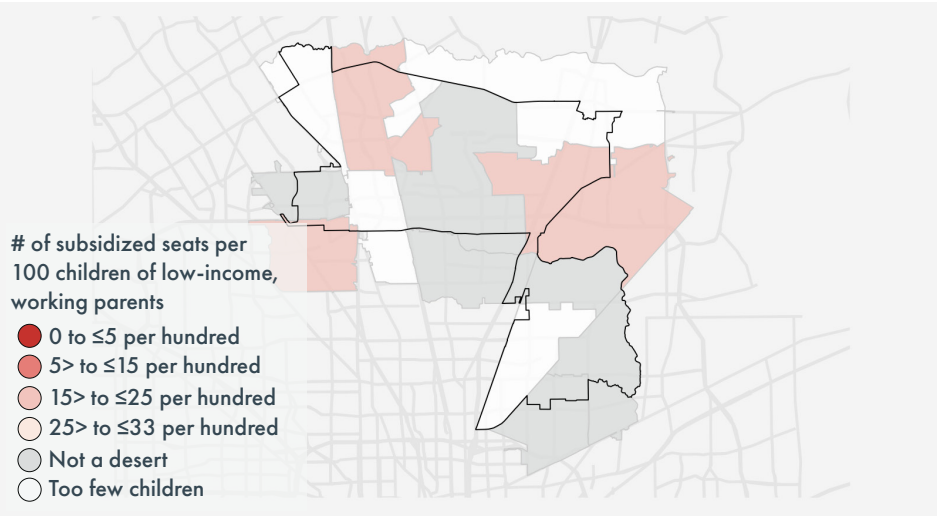 # of subsidized seats per
100 children of low-income,
working parents
0 to ≤5 per hundred
5> to ≤15 per hundred
15> to ≤25 per hundred
25> to ≤33 per hundred
Not a desert
Too few children